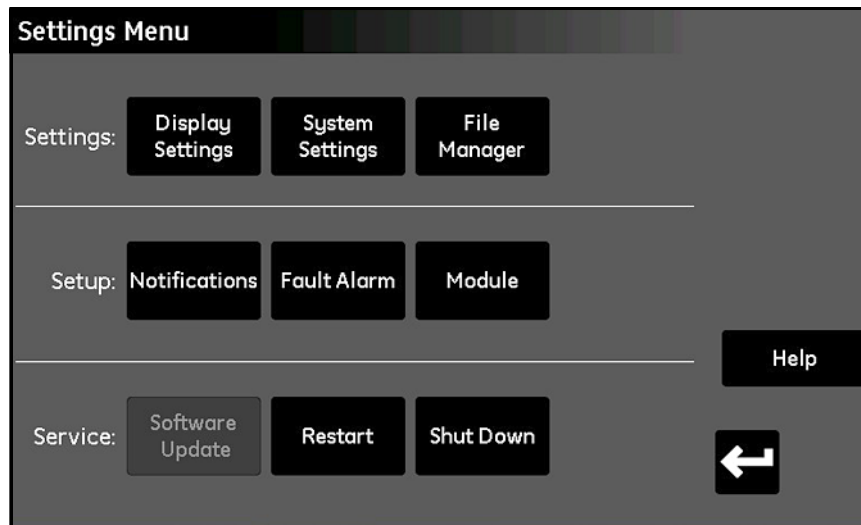 Settings Menu
Settings:
Display
Settings
System
Settings
File
Manager
Setup:
Notifications
Fault Alarm
Module
Help
Service:
Software
Update
Restart
Shut Down